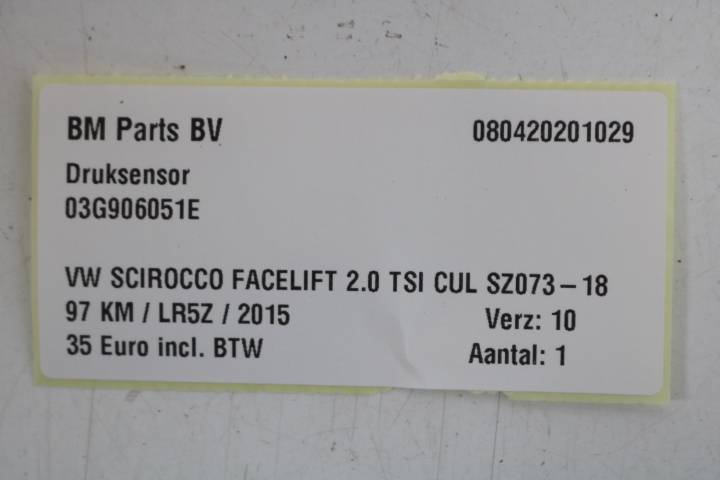 BM Parts BV 080420201029
Druksensor
03G906051E
VW SCIROCCO FACELIFT 2.0 TSI CUL SZ073-18
97 KM / LR5Z / 2015 Verz: 10
35 Euro incl. BTW Aantal: 1